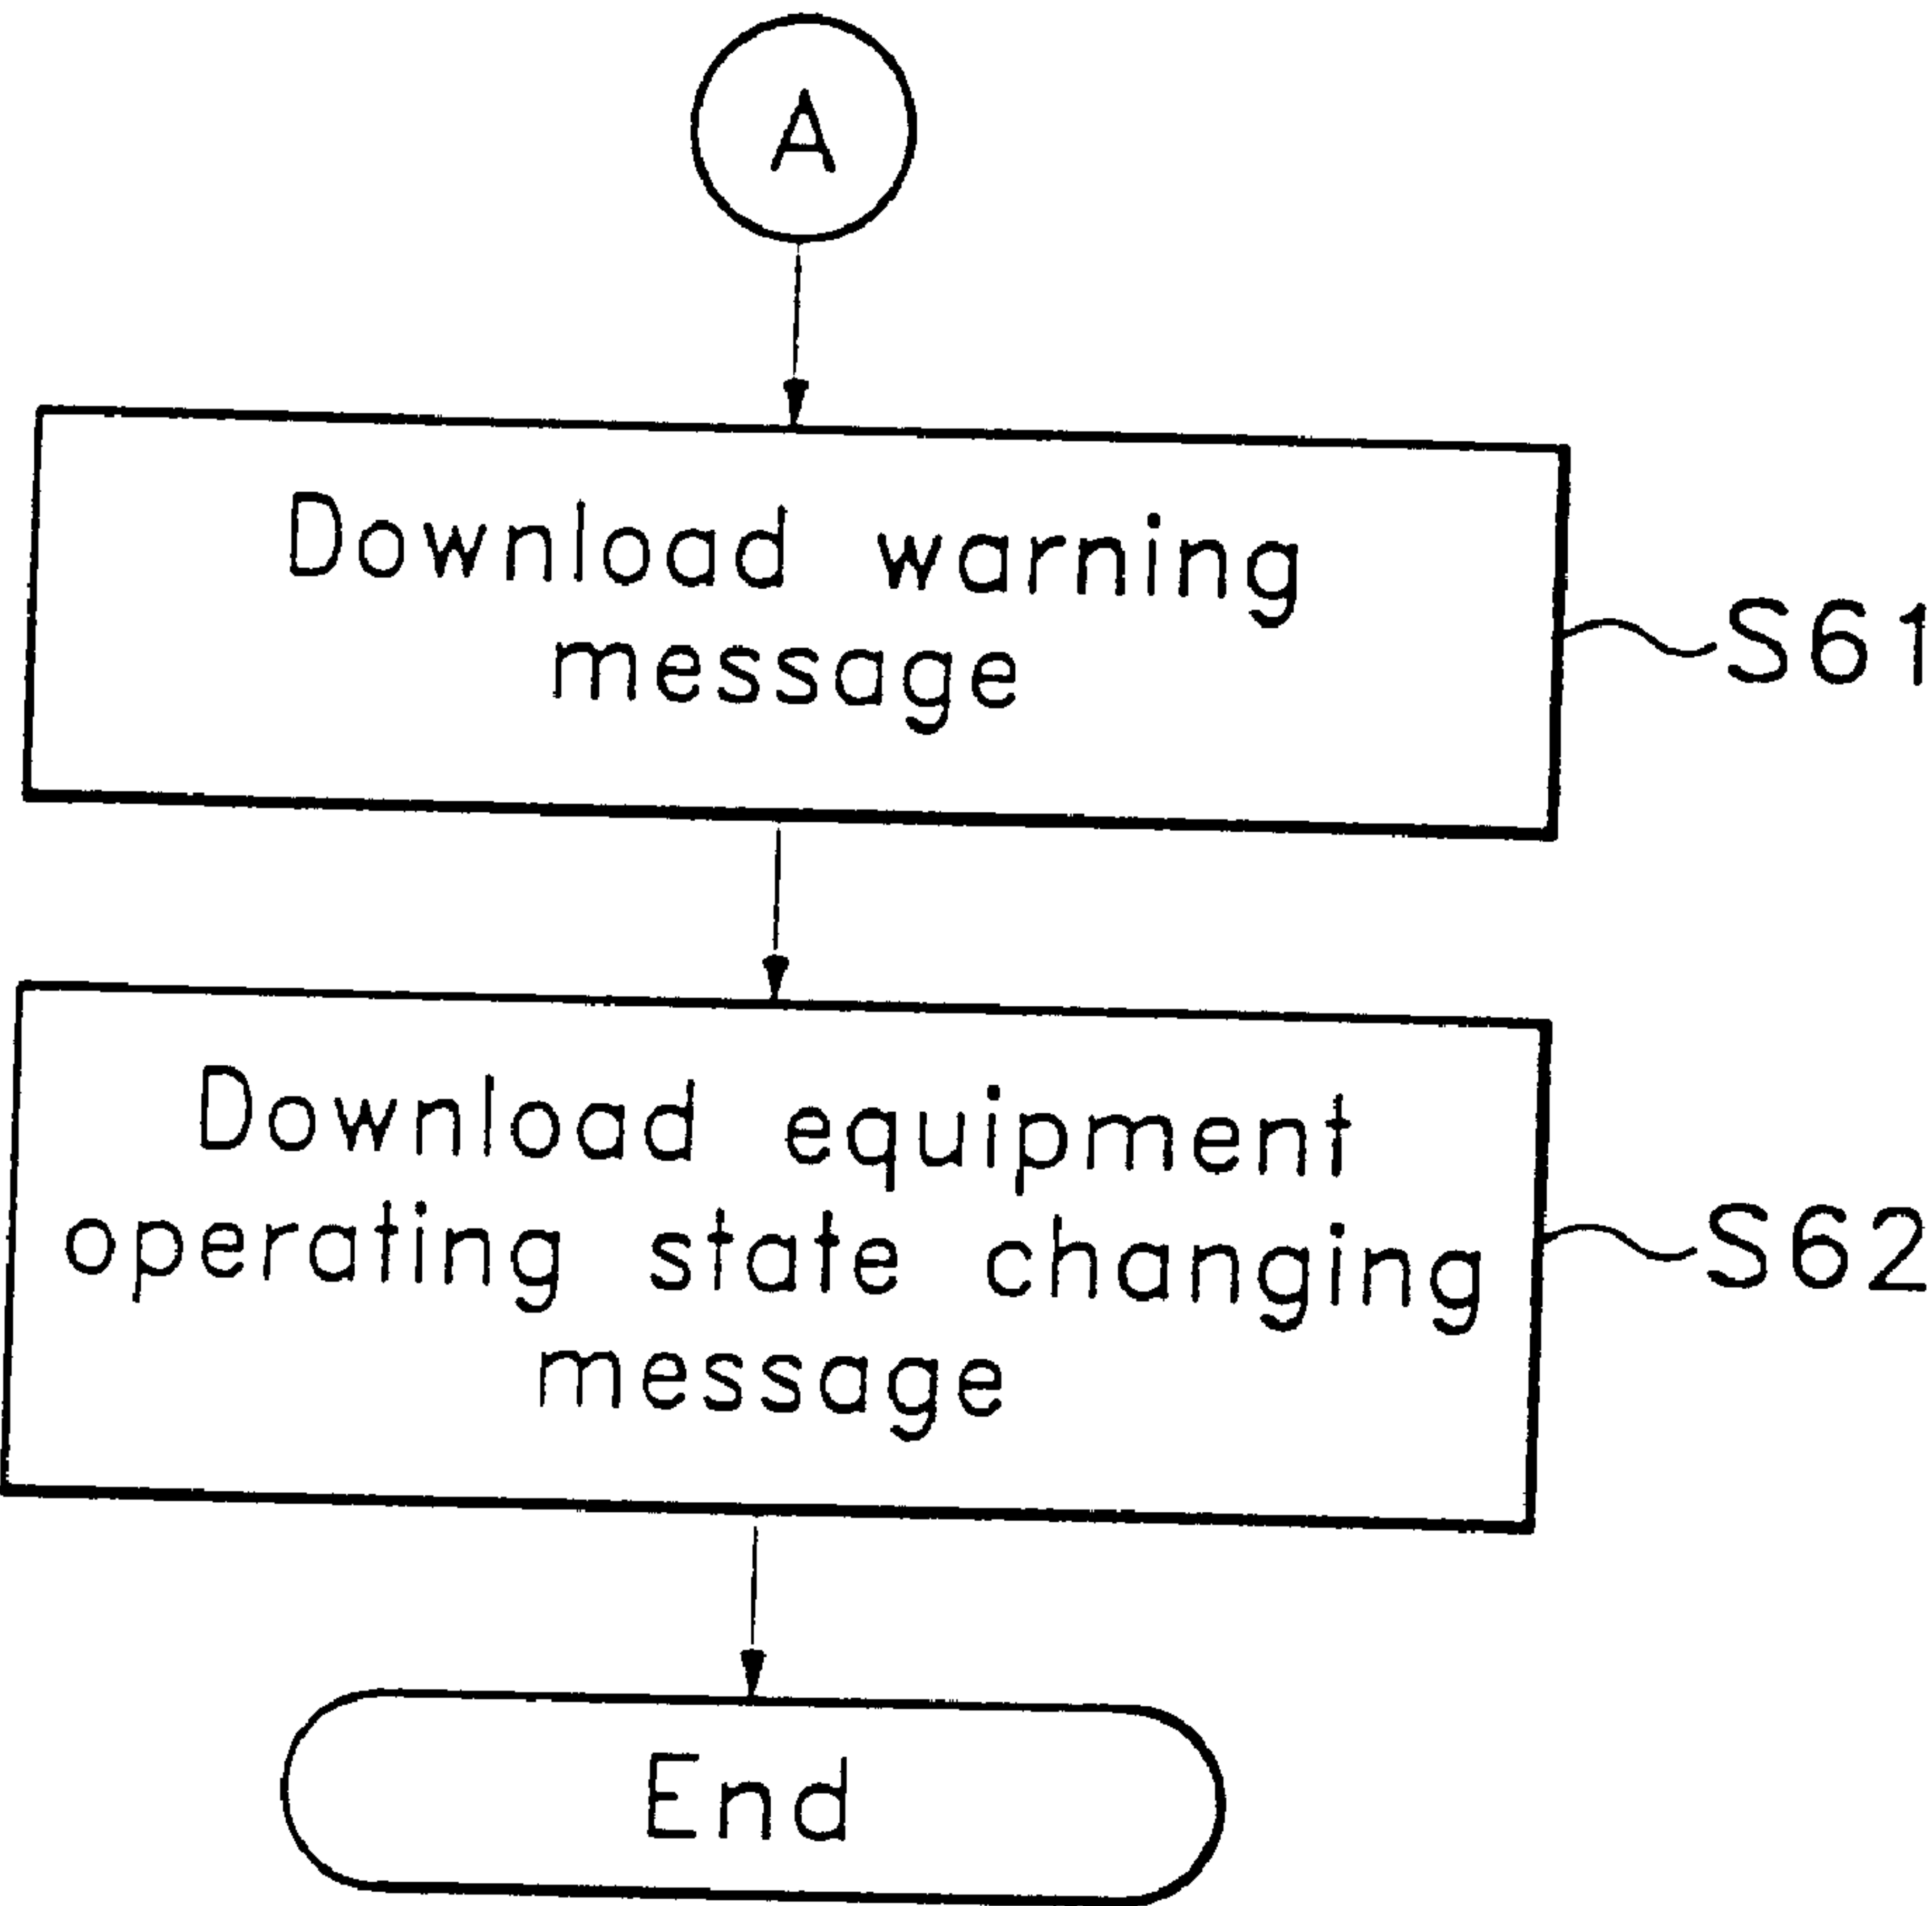 A
Download warning
message
S61
Download equipment
operating state changing
message
S62
End